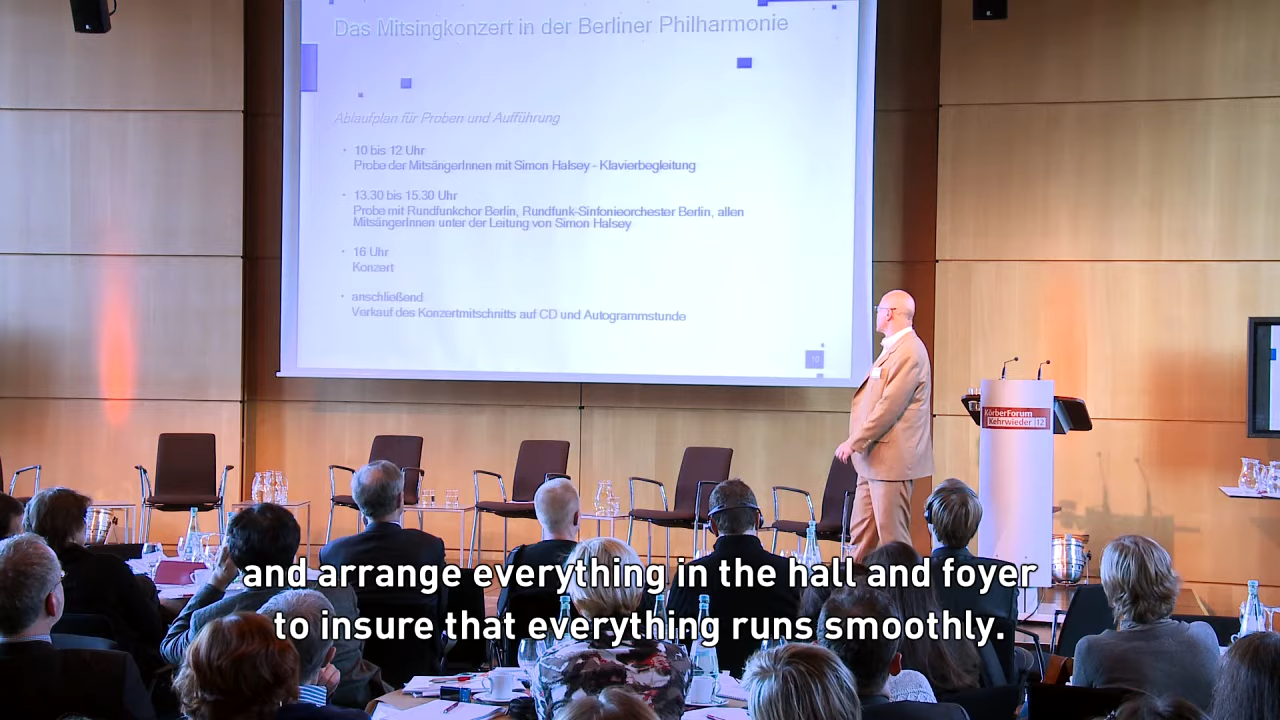 Das Mitsingkonzert in der Berliner Philharmonie
Ablaufplan für Proben und Aufführung
• 10 bis 12 Uhr
Probe der MitsängerInnen mit Simon Halsey - Klavierbegleitung
• 13.30 bis 15.30 Uhr
Probe mit Rundfunkchor Berlin, Rundfunk-Sinfonieorchester Berlin, allen
MitsängerInnen unter der Leitung von Simon Halsey
• 16 Uhr
Konzert
• anschließend
Verkauf des Konzertmitschnitts auf CD und Autogrammstunde
10
KörberForum
Kehrwieder |12
and arrange everything in the hall and foyer
to insure that everything runs smoothly.